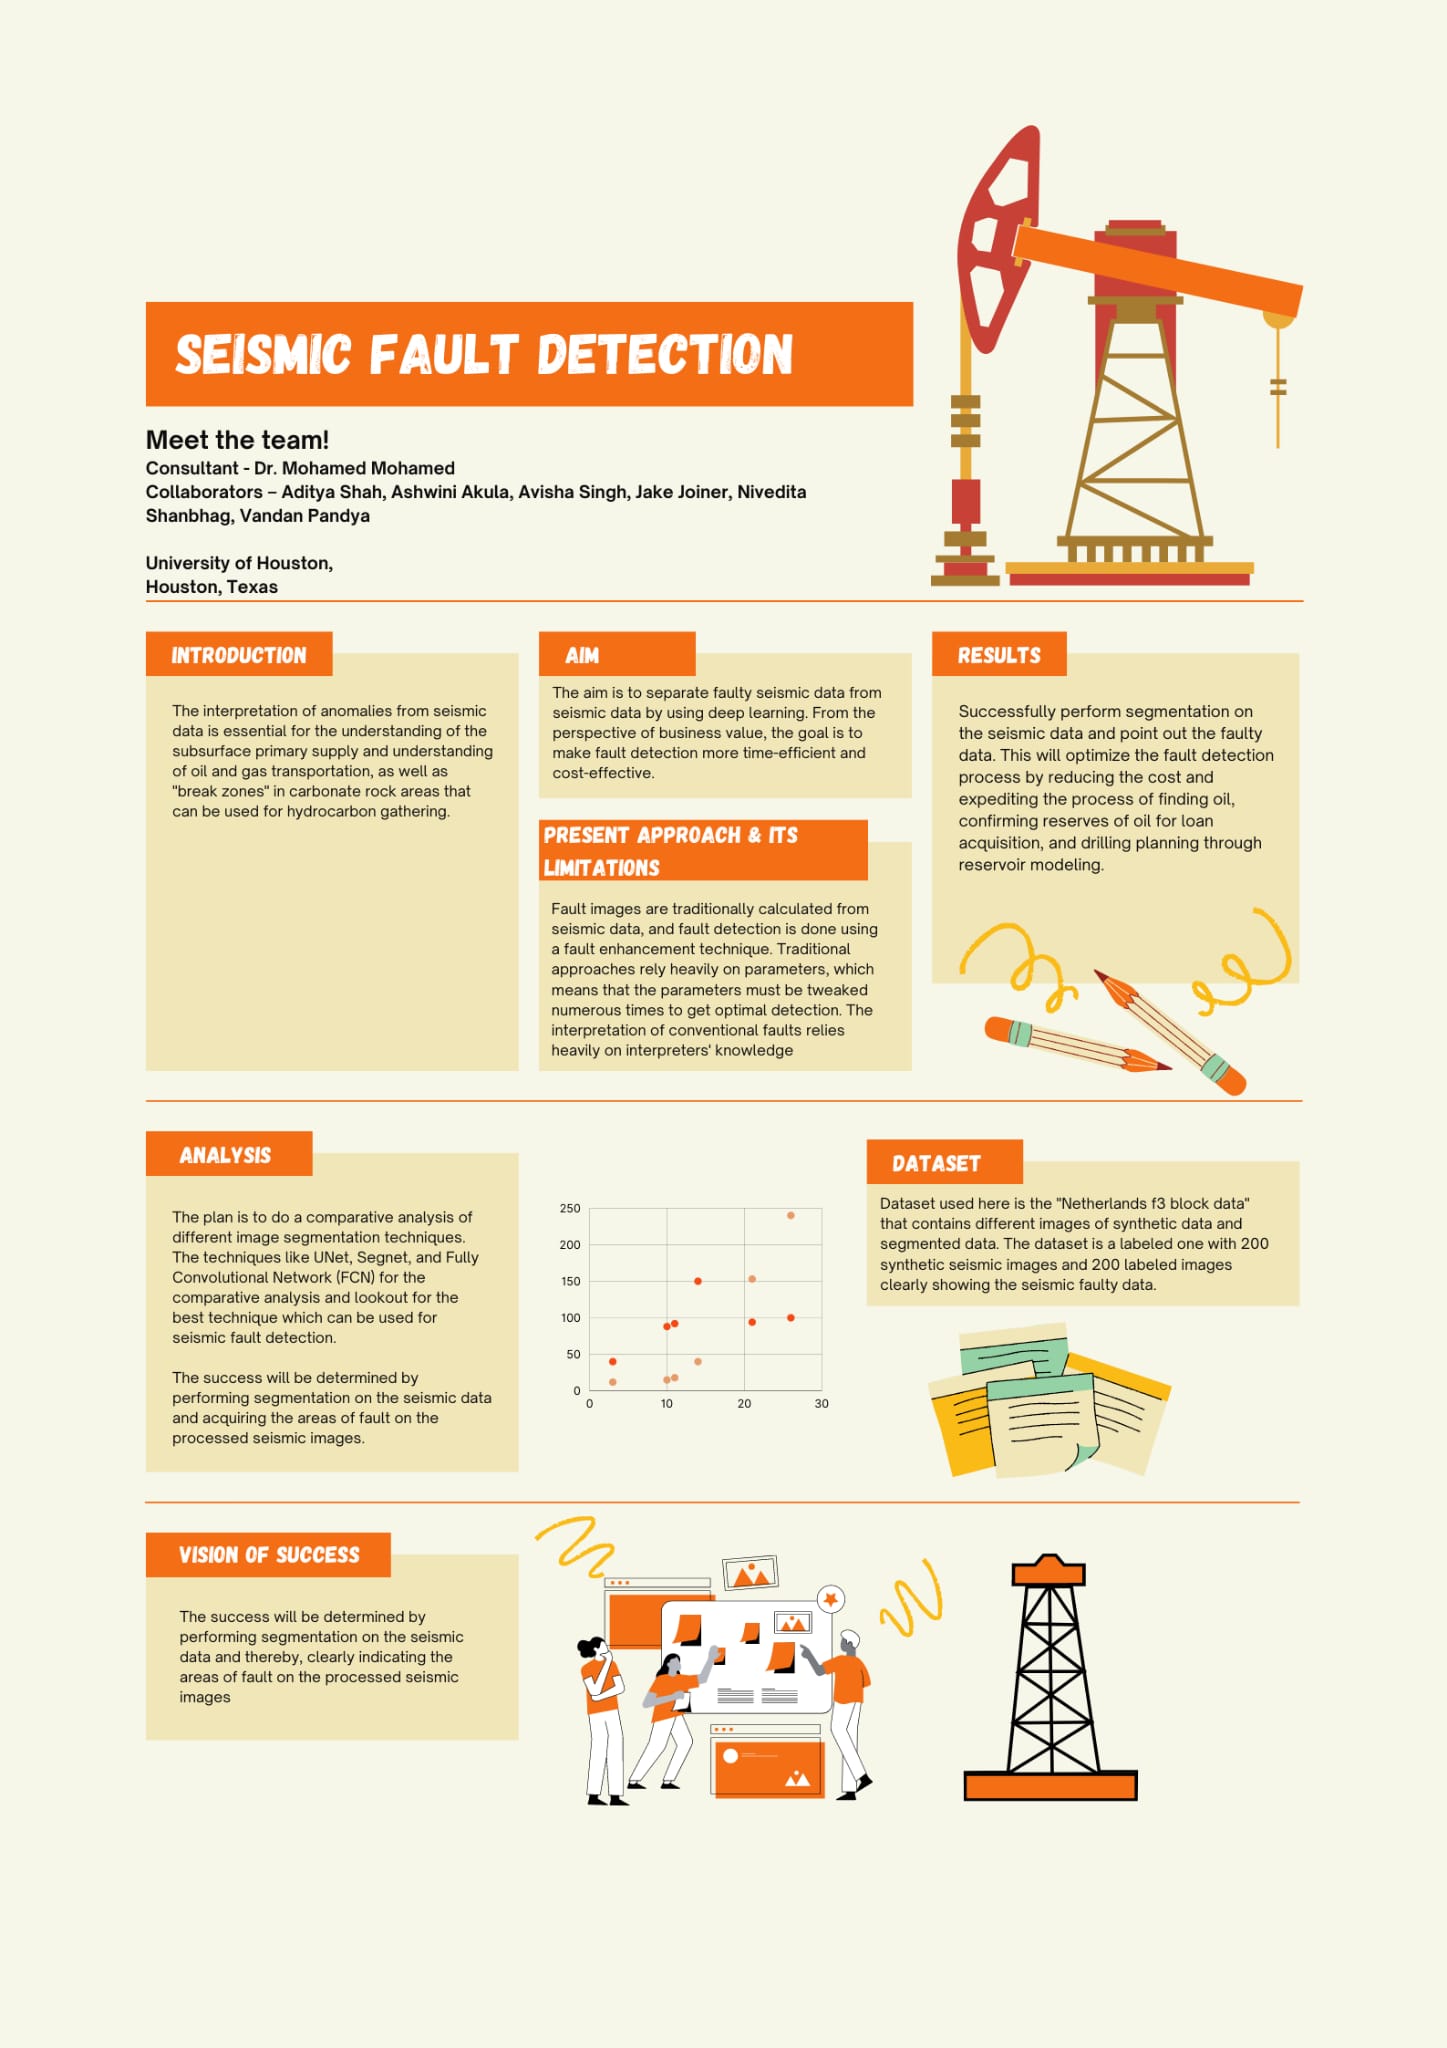 SEISMIC FAULT DETECTION
Meet the team!
Consultant - Dr. Mohamed Mohamed
Collaborators – Aditya Shah, Ashwini Akula, Avisha Singh, Jake Joiner, Nivedita
Shanbhag, Vandan Pandya
University of Houston,
Houston, Texas
INTRODUCTION
The interpretation of anomalies from seismic
data is essential for the understanding of the
subsurface primary supply and understanding
of oil and gas transportation, as well as
"break zones" in carbonate rock areas that
can be used for hydrocarbon gathering.
AIM
The aim is to separate faulty seismic data from
seismic data by using deep learning. From the
perspective of business value, the goal is to
make fault detection more time-efficient and
cost-effective.
PRESENT APPROACH & ITS
LIMITATIONS
Fault images are traditionally calculated from
seismic data, and fault detection is done using
a fault enhancement technique. Traditional
approaches rely heavily on parameters, which
means that the parameters must be tweaked
numerous times to get optimal detection. The
interpretation of conventional faults relies
heavily on interpreters' knowledge
RESULTS
Successfully perform segmentation on
the seismic data and point out the faulty
data. This will optimize the fault detection
process by reducing the cost and
expediting the process of finding oil,
confirming reserves of oil for loan
acquisition, and drilling planning through
reservoir modeling.
ANALYSIS
The plan is to do a comparative analysis of
different image segmentation techniques.
The techniques like UNet, Segnet, and Fully
Convolutional Network (FCN) for the
comparative analysis and lookout for the
best technique which can be used for
seismic fault detection.
The success will be determined by
performing segmentation on the seismic data
and acquiring the areas of fault on the
processed seismic images.
250
200
150
100
50
0
0 10 20 30
DATASET
Dataset used here is the "Netherlands f3 block data"
that contains different images of synthetic data and
segmented data. The dataset is a labeled one with 200
synthetic seismic images and 200 labeled images
clearly showing the seismic faulty data.
VISION OF SUCCESS
The success will be determined by
performing segmentation on the seismic
data and thereby, clearly indicating the
areas of fault on the processed seismic
images